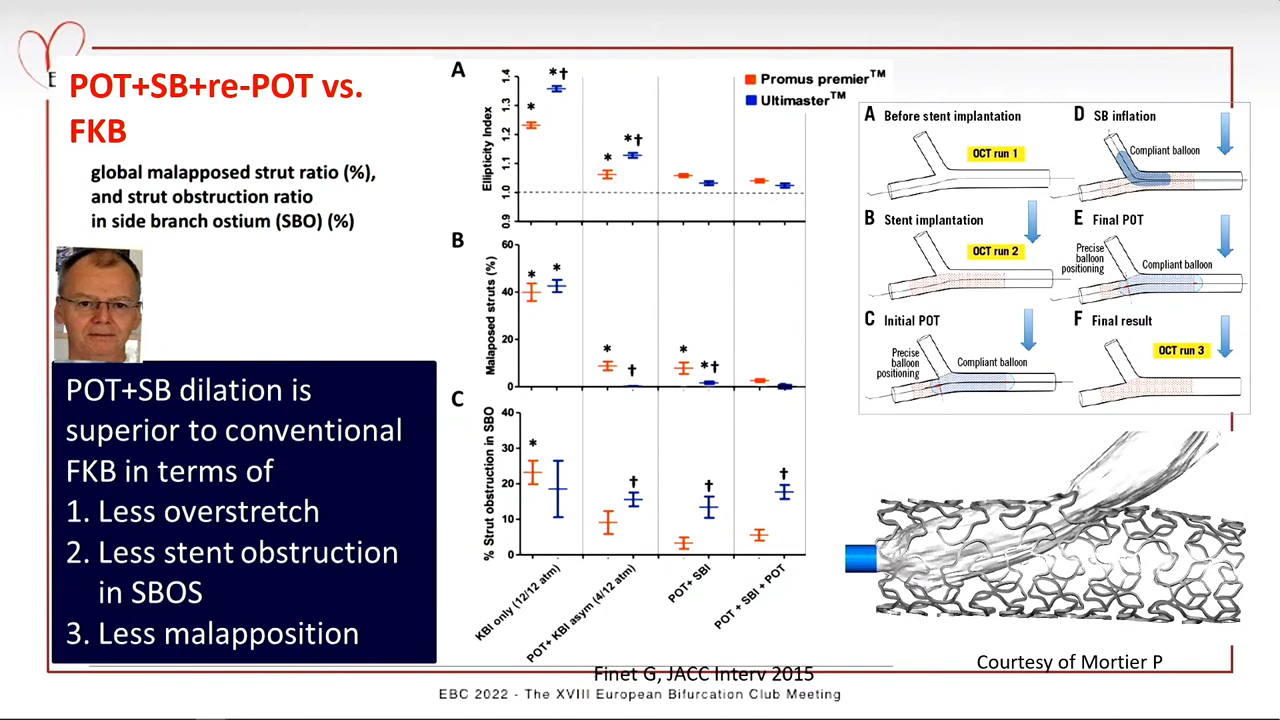 E
POT+SB+re-POT vs.
FKB
global malapposed strut ratio (%),
and strut obstruction ratio
in side branch ostium (SBO) (%)
POT+SB dilation is
superior to conventional
FKB in terms of
1. Less overstretch
2. Less stent obstruction
in SBOS
3. Less malapposition
A
Ellipticity Index
1.4
1.3
1.2
1.1
1.0
0.9
*
*†
*
*†
Promus premier™
Ultimaster™
B
Malaposed struts (%)
60
40
20
0
*
*
*
†
*
*†
C
% Strut obstruction in SBO
40
30
20
10
0
*
†
†
†
KBI only (12/12 atm)
POT+ KBI asym (4/12 atm)
POT+ SBI
POT + SBI + POT
A Before stent implantation
OCT run 1
B Stent implantation
OCT run 2
C Initial POT
Precise
balloon
positioning
Compliant balloon
D SB inflation
Compliant balloon
E Final POT
Precise
balloon
positioning
Compliant balloon
F Final result
OCT run 3
Finet G, JACC Interv 2015
Courtesy of Mortier P
EBC 2022 - The XVIII European Bifurcation Club Meeting